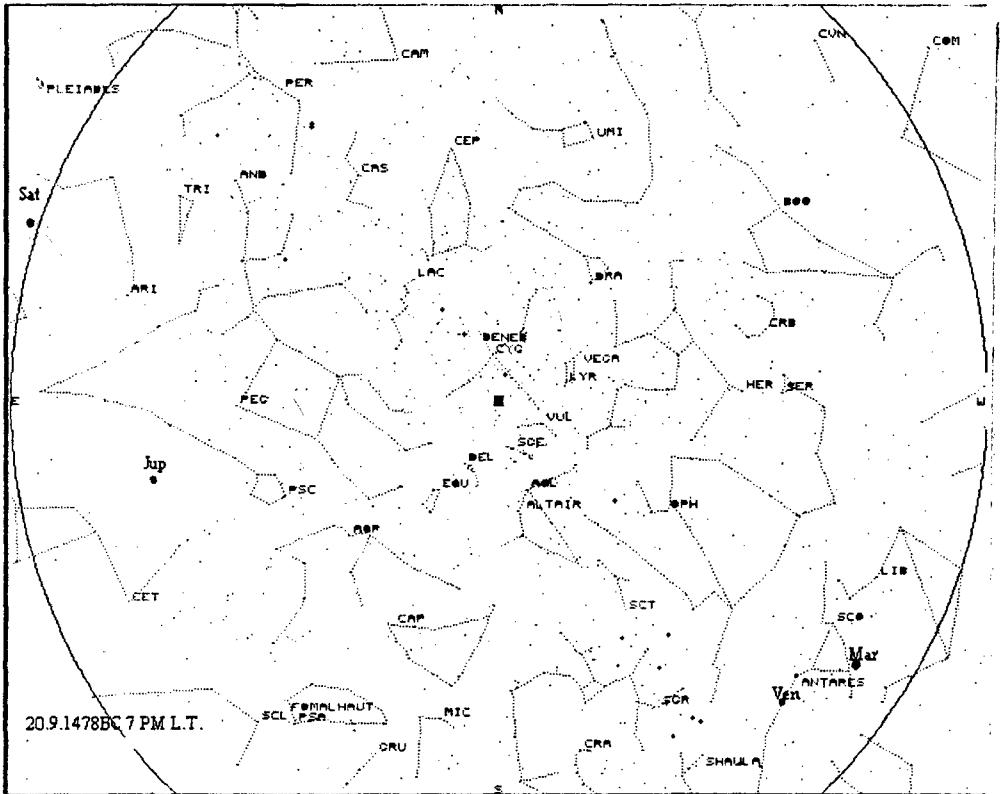 N
CVN
COM
CAM
PLEIADES
PER
CEP
UMI
CAS
AND
TRI
Sat
BOO
LAC
DRA
ARI
CRB
DENEB
CYG
VEGA
LYR
HER
SER
PEG
E
W
VUL
SGE
DEL
Jup
EQU
AQL
PSC
ALTAIR
OPH
AQR
LIB
CET
SCT
CAP
SCO
Mar
ANTARES
Ven
SGR
FOMALHAUT
SCL
PSA
MIC
20.9.1478BC 7 PM L.T.
GRU
CRA
SHAULA
S